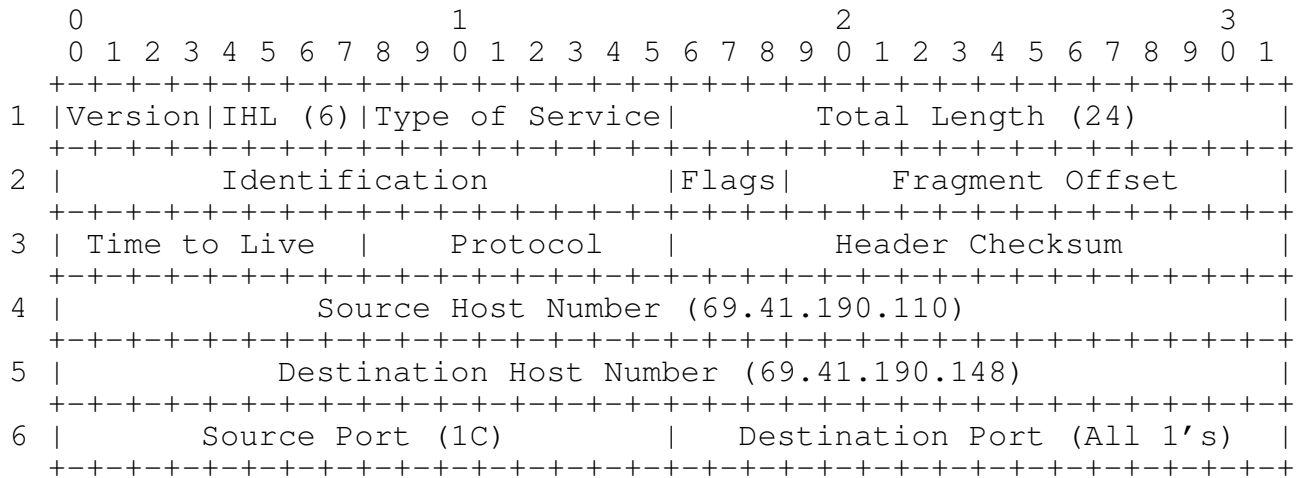 0                   1                   2                   3
0 1 2 3 4 5 6 7 8 9 0 1 2 3 4 5 6 7 8 9 0 1 2 3 4 5 6 7 8 9 0 1
+-+-+-+-+-+-+-+-+-+-+-+-+-+-+-+-+-+-+-+-+-+-+-+-+-+-+-+-+-+-+-+-+
1 |Version|IHL (6)|Type of Service|       Total Length (24)       |
+-+-+-+-+-+-+-+-+-+-+-+-+-+-+-+-+-+-+-+-+-+-+-+-+-+-+-+-+-+-+-+-+
2 |        Identification         |Flags|     Fragment Offset     |
+-+-+-+-+-+-+-+-+-+-+-+-+-+-+-+-+-+-+-+-+-+-+-+-+-+-+-+-+-+-+-+-+
3 | Time to Live  |   Protocol    |        Header Checksum        |
+-+-+-+-+-+-+-+-+-+-+-+-+-+-+-+-+-+-+-+-+-+-+-+-+-+-+-+-+-+-+-+-+
4 |             Source Host Number (69.41.190.110)                |
+-+-+-+-+-+-+-+-+-+-+-+-+-+-+-+-+-+-+-+-+-+-+-+-+-+-+-+-+-+-+-+-+
5 |           Destination Host Number (69.41.190.148)             |
+-+-+-+-+-+-+-+-+-+-+-+-+-+-+-+-+-+-+-+-+-+-+-+-+-+-+-+-+-+-+-+-+
6 |       Source Port (1C)        |   Destination Port (All 1’s)  |
+-+-+-+-+-+-+-+-+-+-+-+-+-+-+-+-+-+-+-+-+-+-+-+-+-+-+-+-+-+-+-+-+